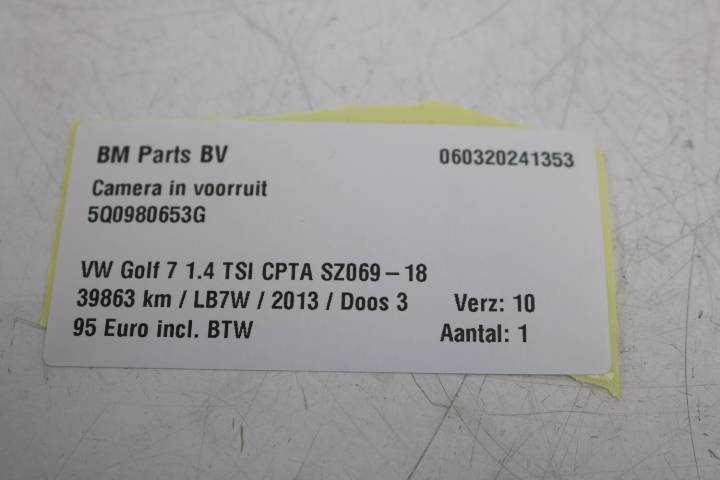 BM Parts BV 060320241353
Camera in voorruit
5Q0980653G
VW Golf 7 1.4 TSI CPTA SZ069-18
39863 km / LB7W / 2013 / Doos 3 Verz: 10
95 Euro incl. BTW Aantal: 1